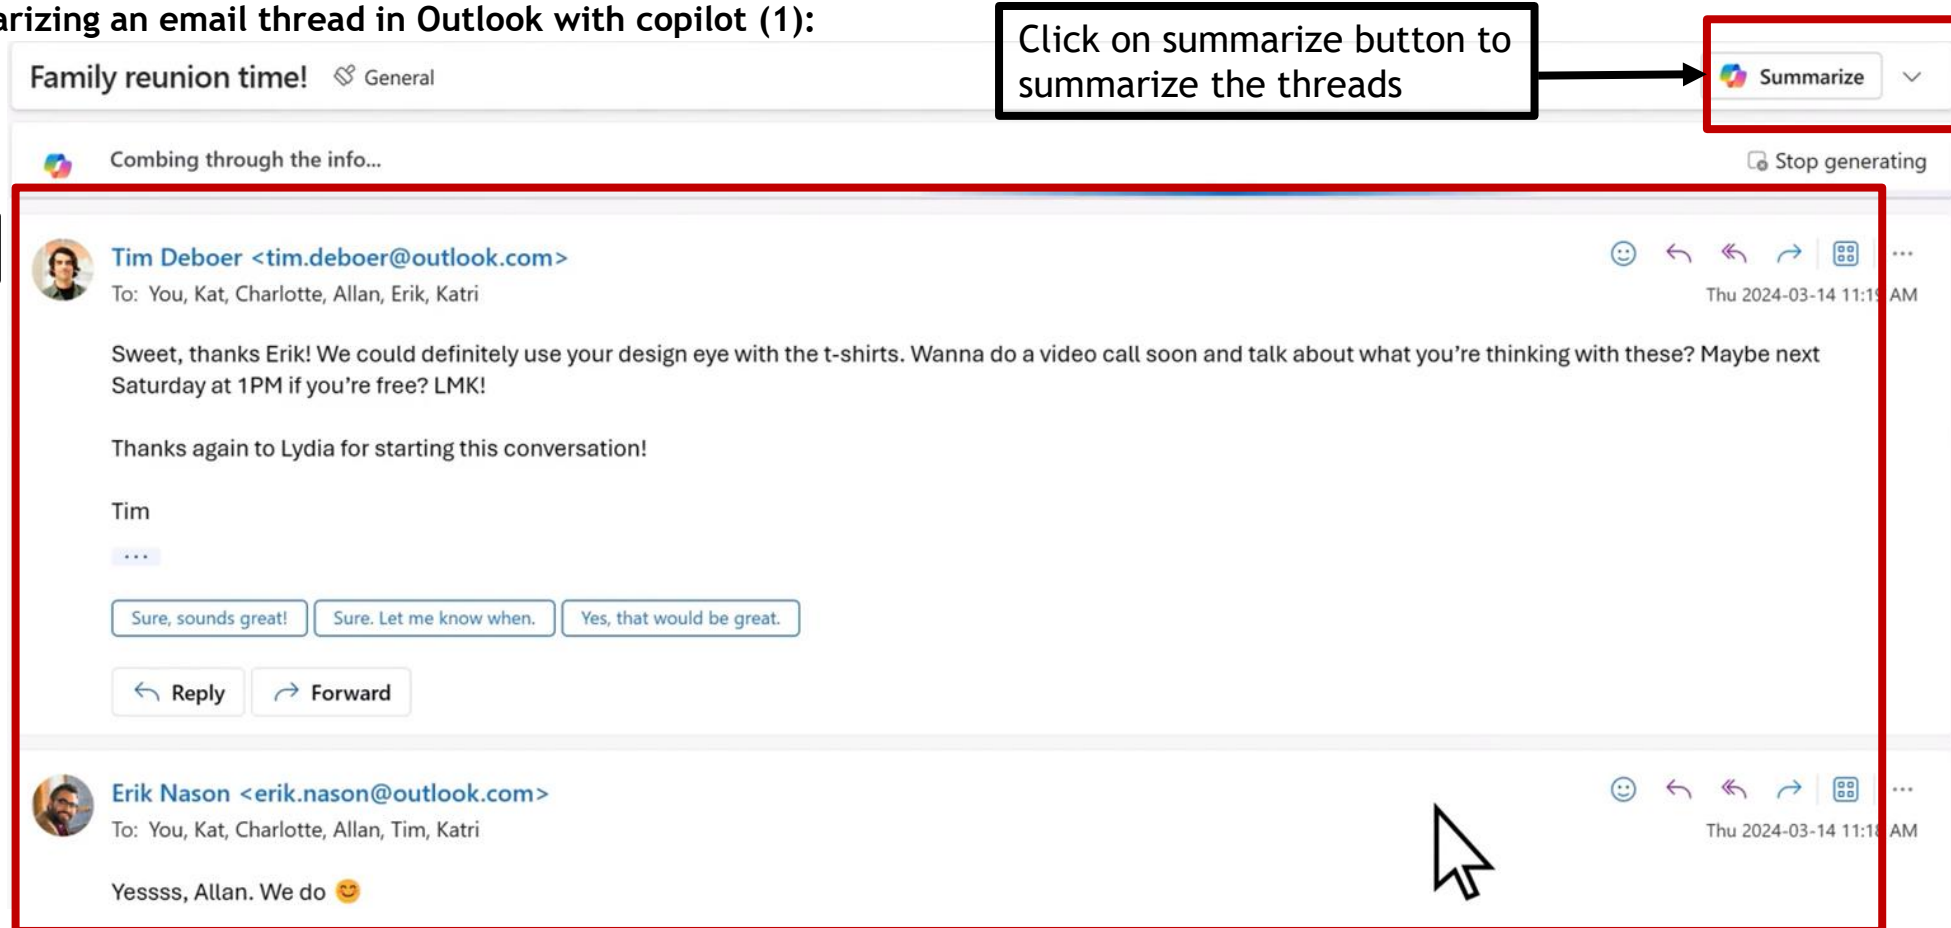 arizing an email thread in Outlook with copilot (1):
Click on summarize button to
summarize the threads
Family reunion time! General
Summarize
Combing through the info...
Stop generating
Tim Deboer <tim.deboer@outlook.com>
To: You, Kat, Charlotte, Allan, Erik, Katri
Thu 2024-03-14 11:19 AM
Sweet, thanks Erik! We could definitely use your design eye with the t-shirts. Wanna do a video call soon and talk about what you're thinking with these? Maybe next
Saturday at 1PM if you're free? LMK!
Thanks again to Lydia for starting this conversation!
Tim
...
Sure, sounds great! Sure. Let me know when. Yes, that would be great.
Reply Forward
Erik Nason <erik.nason@outlook.com>
To: You, Kat, Charlotte, Allan, Tim, Katri
Thu 2024-03-14 11:18 AM
Yessss, Allan. We do 😊